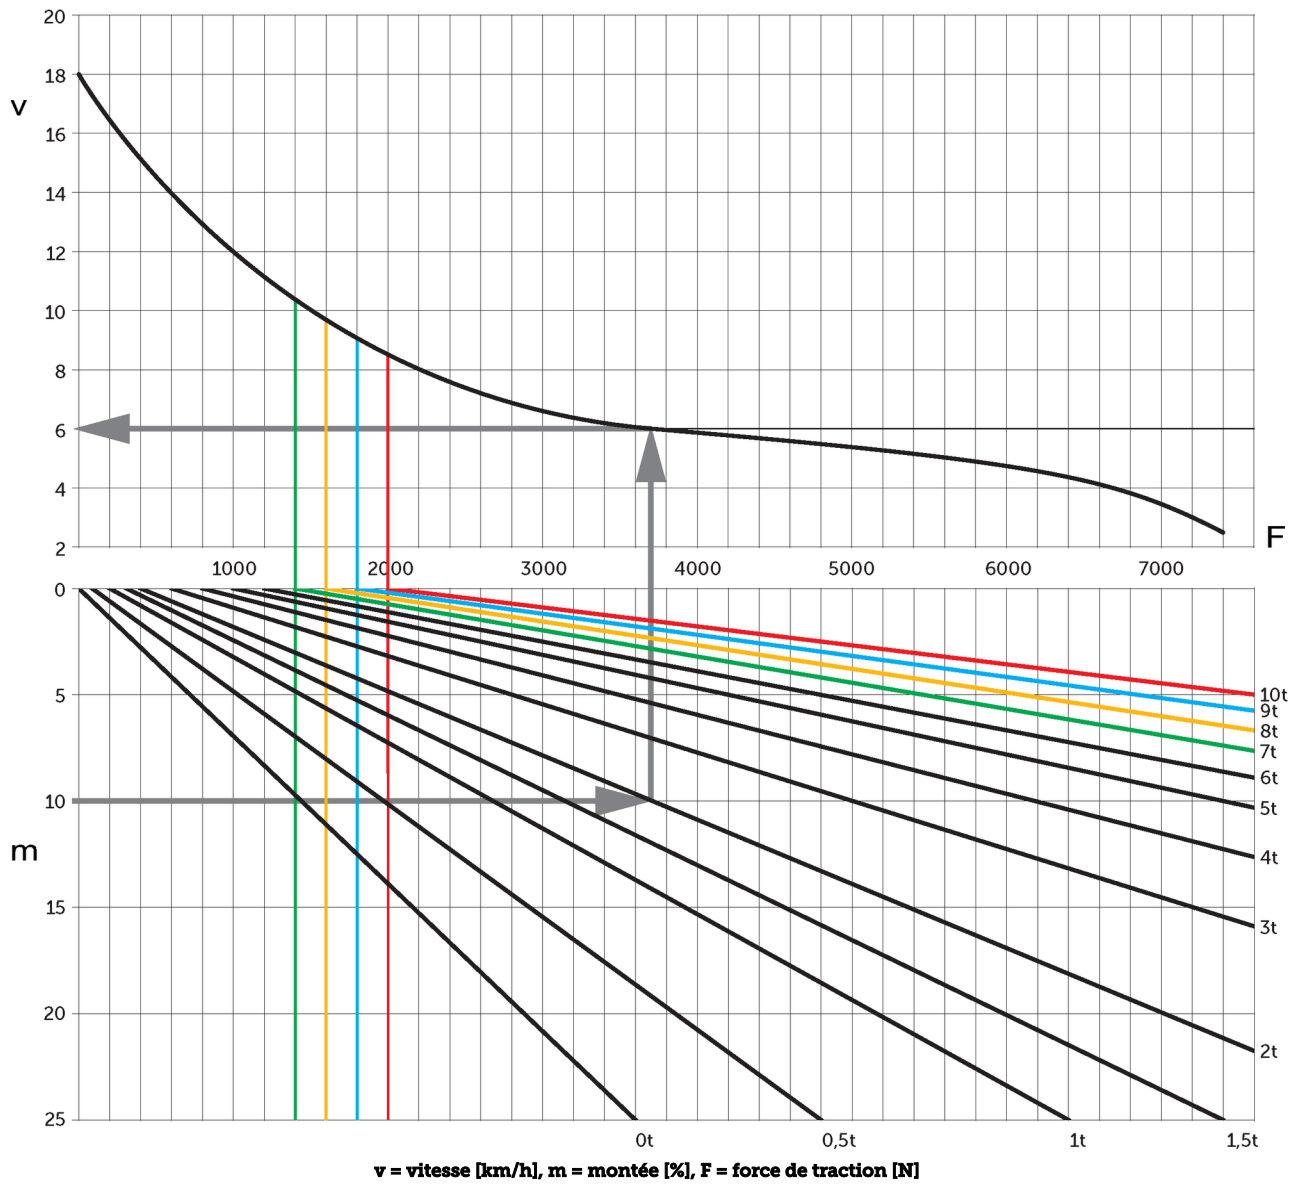 20
18
v
16
14
12
10
8
6
4
F
2
1000 2000 3000 4000 5000 6000 7000
0
5
10t
9t
8t
7t
6t
10
5t
m
4t
15
3t
20
2t
25
0t 0,5t 1t 1,5t
v = vitesse [km/h], m = montée [%], F = force de traction [N]